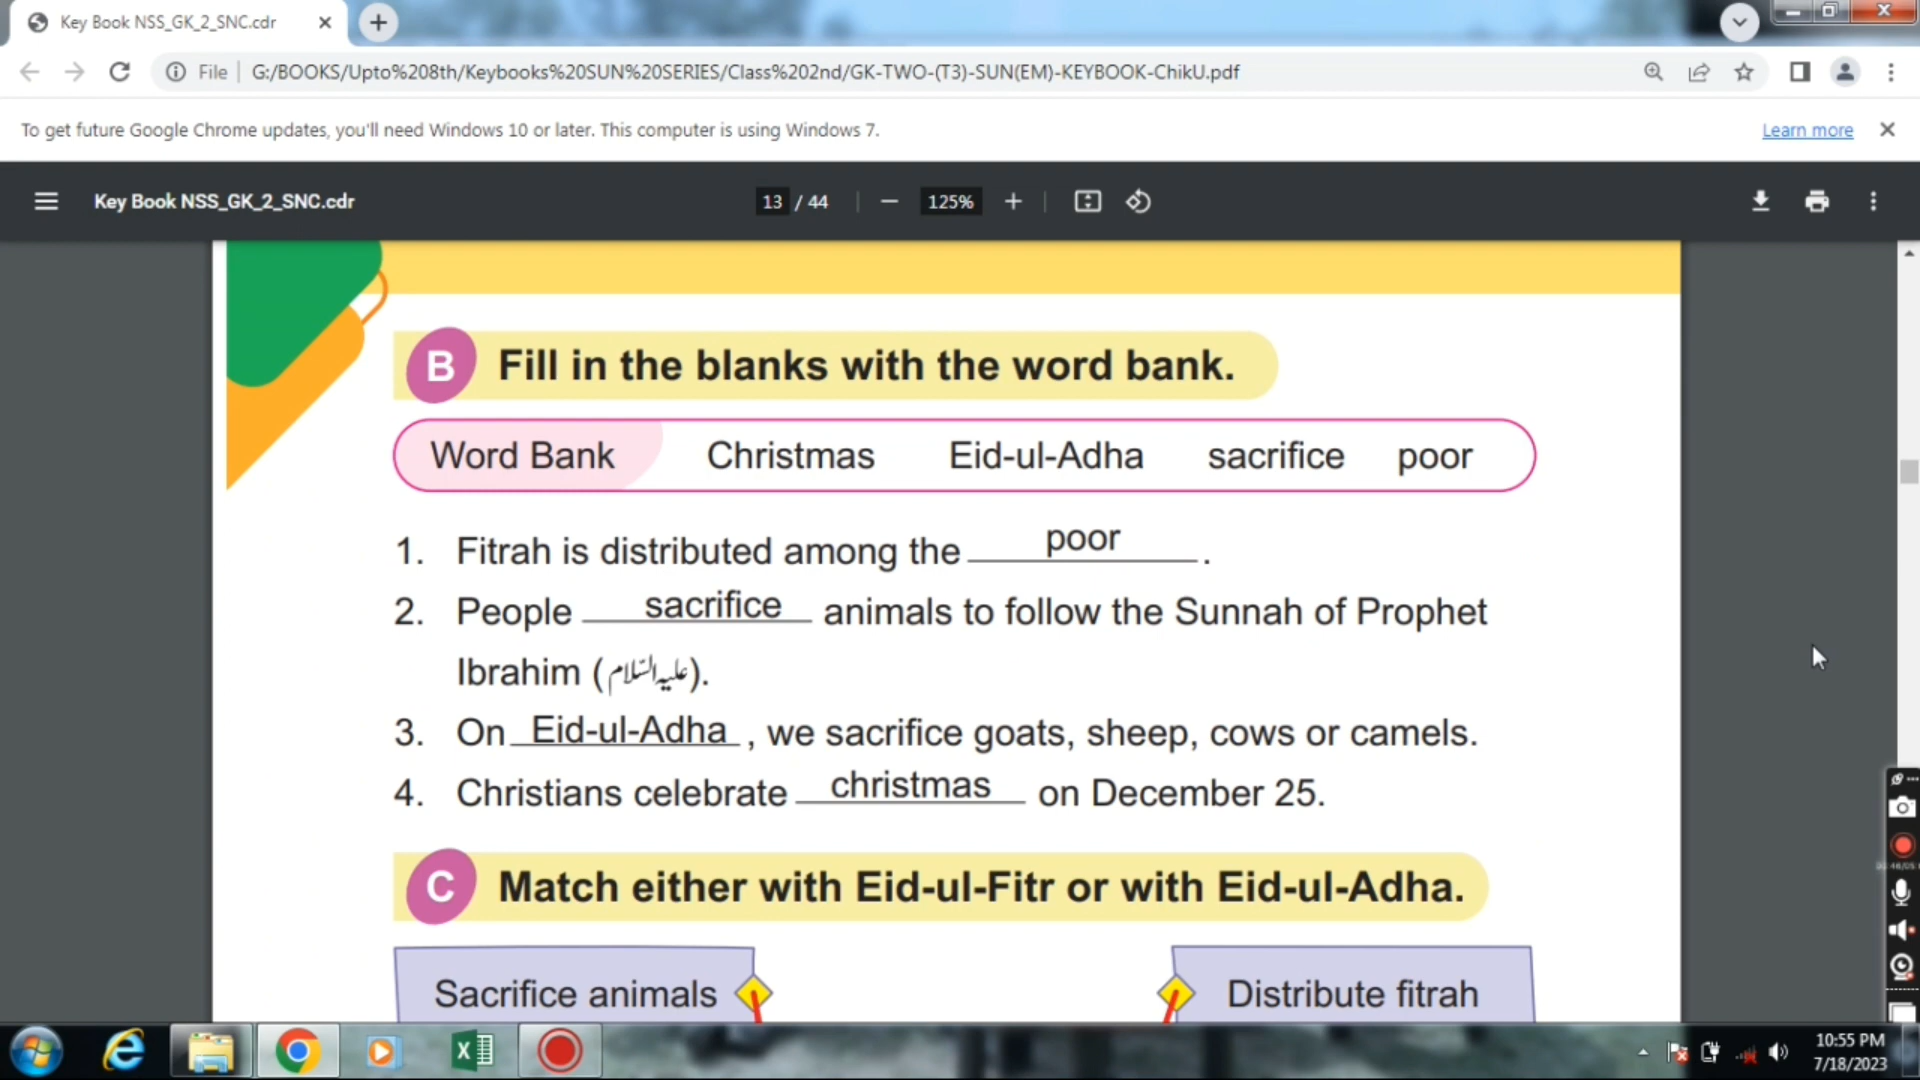 Key Book NSS_GK_2_SNC.cdr
File
G:/BOOKS/Upto%208th/Keybooks%20SUN%20SERIES/Class%202nd/GK-TWO-(T3)-SUN(EM)-KEYBOOK-ChikU.pdf
To get future Google Chrome updates, you'll need Windows 10 or later. This computer is using Windows 7.
Learn more
Key Book NSS_GK_2_SNC.cdr
13 / 44
125%
B Fill in the blanks with the word bank.
Word Bank Christmas Eid-ul-Adha sacrifice poor
1. Fitrah is distributed among the poor.
2. People sacrifice animals to follow the Sunnah of Prophet
Ibrahim (علیہ السّلام).
3. On Eid-ul-Adha, we sacrifice goats, sheep, cows or camels.
4. Christians celebrate christmas on December 25.
C Match either with Eid-ul-Fitr or with Eid-ul-Adha.
Sacrifice animals Distribute fitrah
10:55 PM
7/18/2023